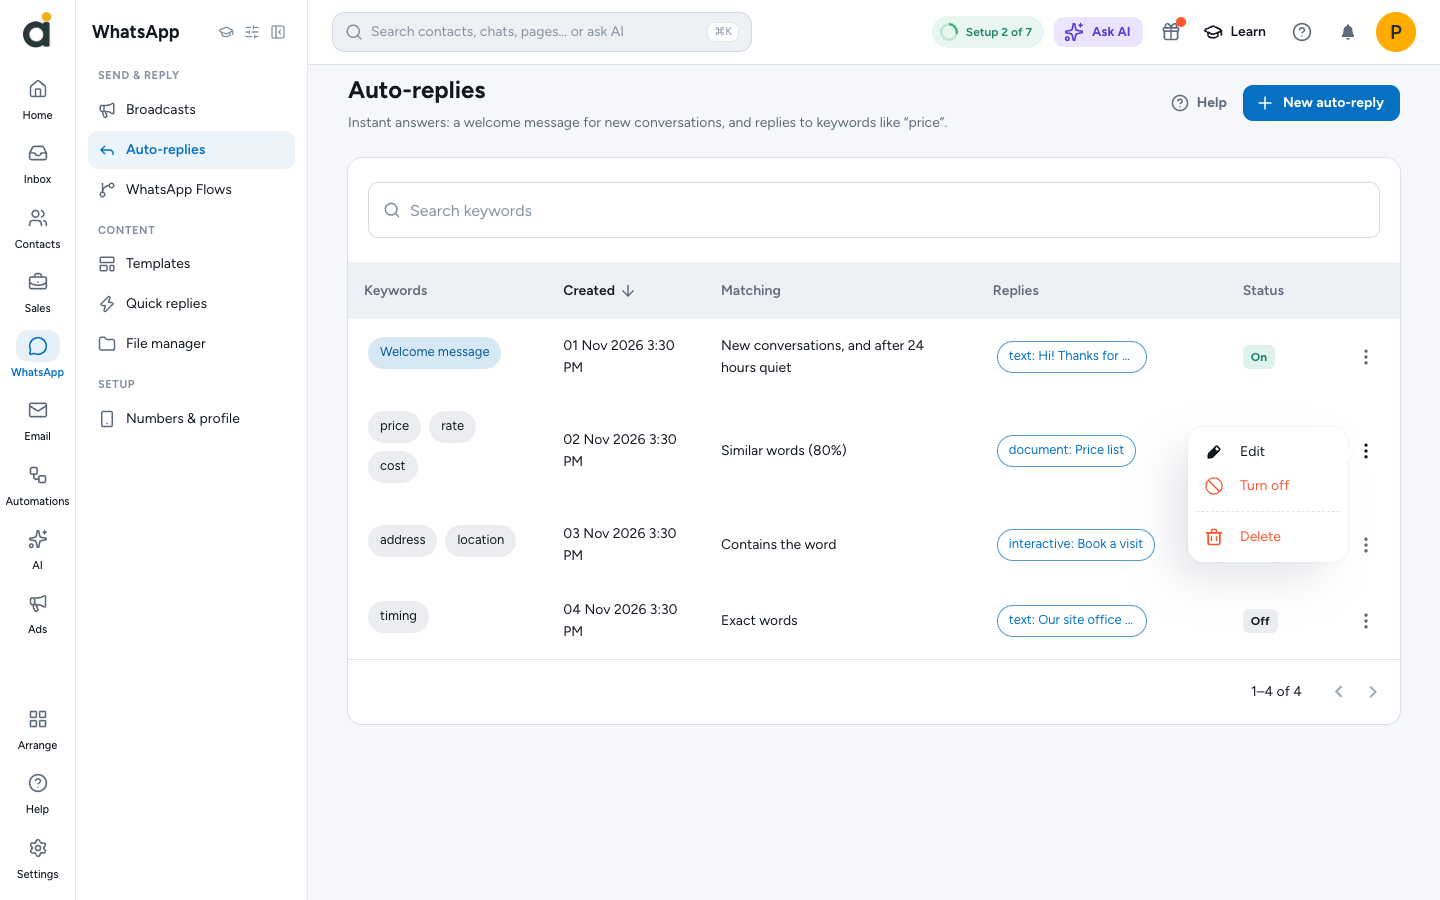 WhatsApp
Search contacts, chats, pages... or ask AI
⌘K
Setup 2 of 7
Ask AI
Learn
P
Home
Inbox
Contacts
Sales
WhatsApp
Email
Automations
AI
Ads
Arrange
Help
Settings
SEND & REPLY
Broadcasts
Auto-replies
WhatsApp Flows
CONTENT
Templates
Quick replies
File manager
SETUP
Numbers & profile
Auto-replies
Instant answers: a welcome message for new conversations, and replies to keywords like “price”.
Help
New auto-reply
Search keywords
Keywords
Created
Matching
Replies
Status
Welcome message
01 Nov 2026 3:30
PM
New conversations, and after 24
hours quiet
text: Hi! Thanks for ...
On
price
rate
cost
02 Nov 2026 3:30
PM
Similar words (80%)
document: Price list
Edit
Turn off
Delete
address
location
03 Nov 2026 3:30
PM
Contains the word
interactive: Book a visit
timing
04 Nov 2026 3:30
PM
Exact words
text: Our site office ...
Off
1–4 of 4